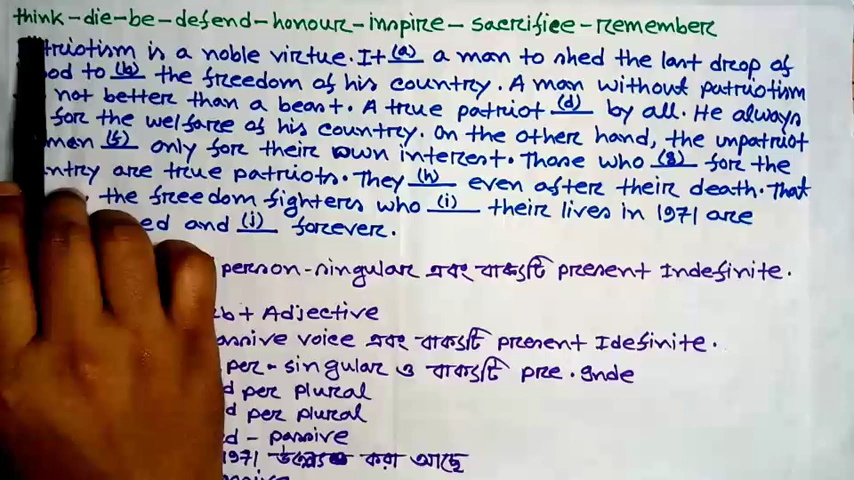 think-die-be-defend-honour-inspire-sacrifice-remember
triotism is a noble virtue. It (a) a man to shed the last drop of
od to (b) the freedom of his country. A man without patriotism
not better than a beast. A true patriot (d) by all. He always
for the welfare of his country. On the other hand, the unpatriot
men (f) only for their own interest. Those who (g) for the
ntry are true patriots. They (h) even after their death. That
the freedom fighters who (i) their lives in 1971 are
ed and (j) forever.
person-singular এবং বাক্যটি present Indefinite.
b + Adjective
passive voice এবং বাক্যটি present Idefinite.
per-singular ও বাক্যটি pre. Inde
d per plural
d per plural
ed - passive
1971 উল্লেখ করা আছে